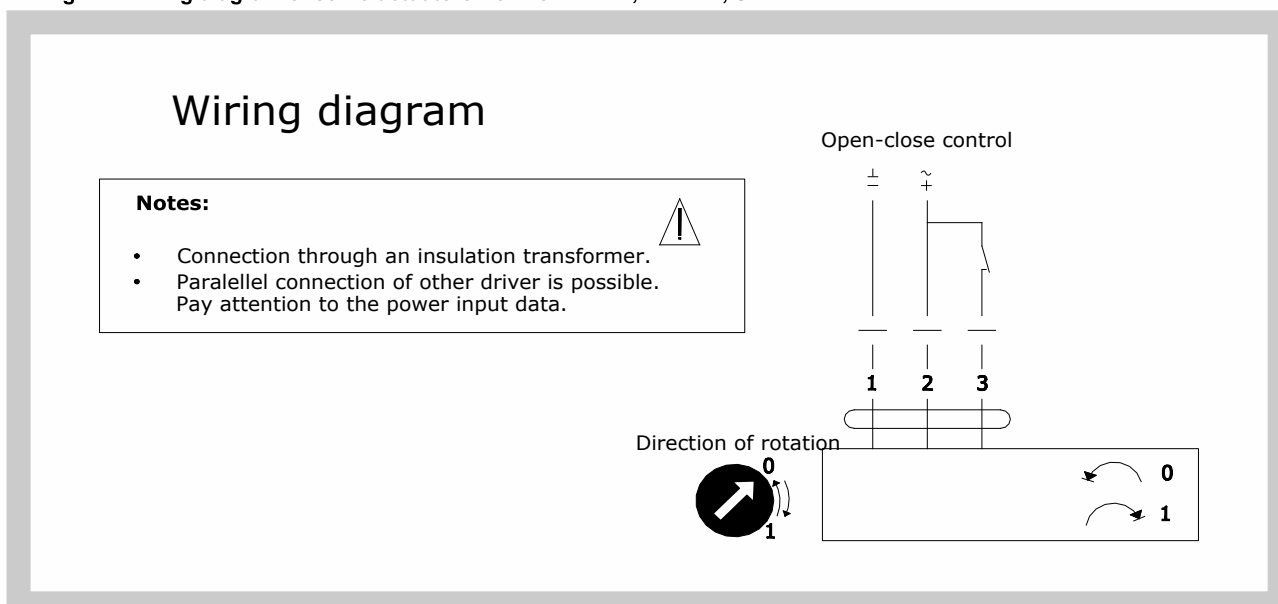 Wiring diagram
Open-close control
⊥ ~
− +
Notes:
• Connection through an insulation transformer.
• Paralellel connection of other driver is possible.
Pay attention to the power input data.
1 2 3
Direction of rotation
0
1
0
1